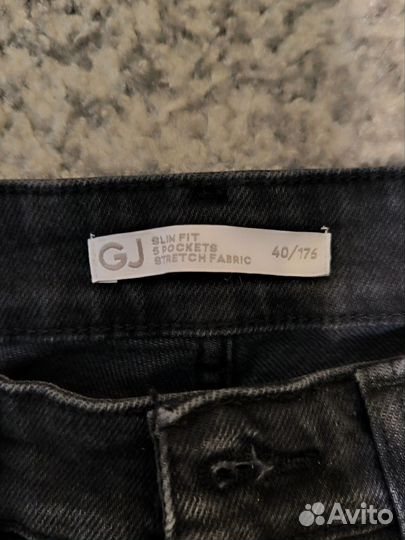 GJ
SLIM FIT
5 POCKETS
STRETCH FABRIC
40/176
Avito